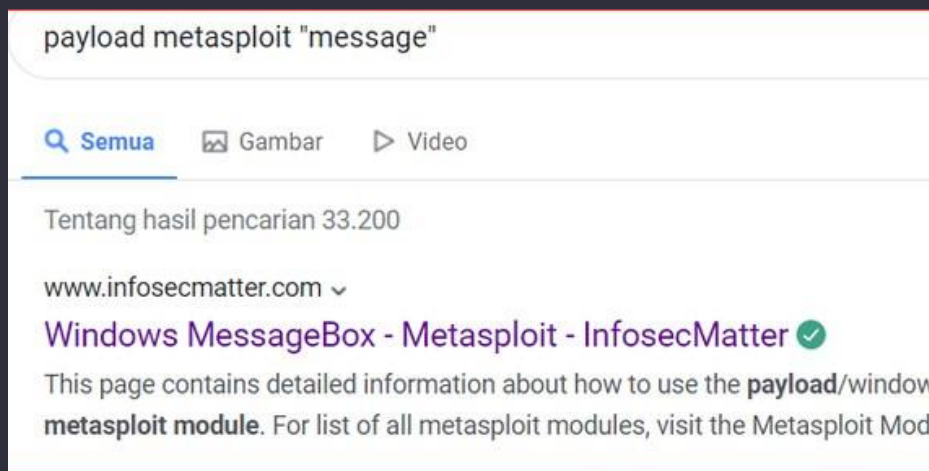 payload metasploit "message"
Semua Gambar Video
Tentang hasil pencarian 33.200
www.infosecmatter.com
Windows MessageBox - Metasploit - InfosecMatter
This page contains detailed information about how to use the payload/window
metasploit module. For list of all metasploit modules, visit the Metasploit Mod